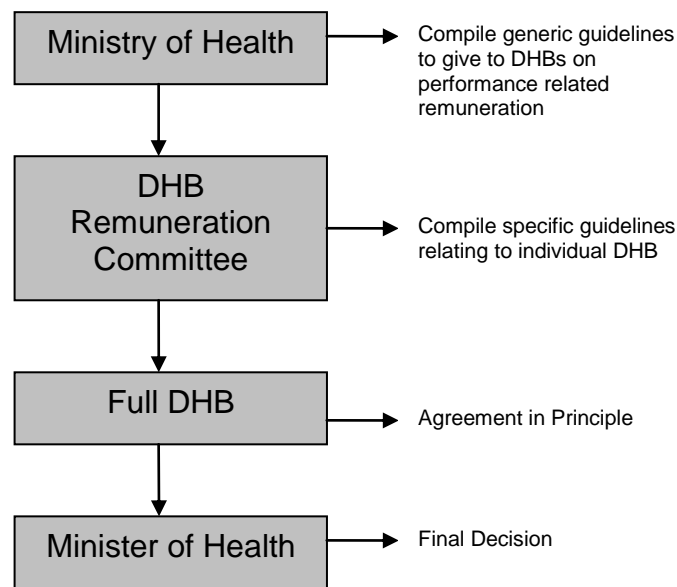 Ministry of Health
Compile generic guidelines
to give to DHBs on
performance related
remuneration
DHB
Remuneration
Committee
Compile specific guidelines
relating to individual DHB
Full DHB
Agreement in Principle
Minister of Health
Final Decision